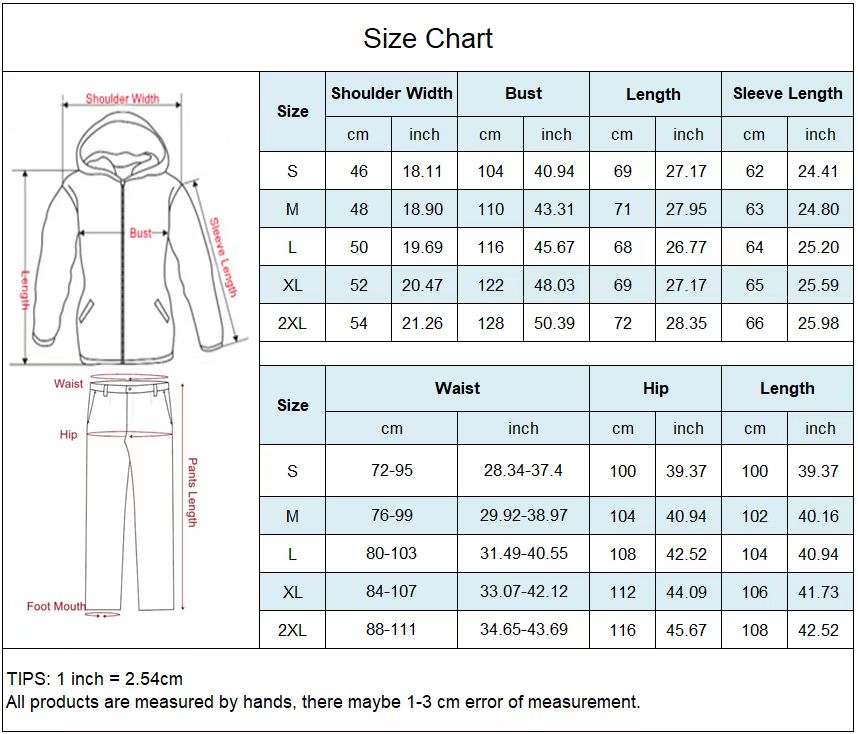 Size Chart
Shoulder Width
Sleeve Length
Bust
Length
Size Shoulder Width Bust Length Sleeve Length
cm inch cm inch cm inch cm inch
S 46 18.11 104 40.94 69 27.17 62 24.41
M 48 18.90 110 43.31 71 27.95 63 24.80
L 50 19.69 116 45.67 68 26.77 64 25.20
XL 52 20.47 122 48.03 69 27.17 65 25.59
2XL 54 21.26 128 50.39 72 28.35 66 25.98
Waist
Hip
Pants Length
Foot Mouth
Size Waist Hip Length
cm inch cm inch cm inch
S 72-95 28.34-37.4 100 39.37 100 39.37
M 76-99 29.92-38.97 104 40.94 102 40.16
L 80-103 31.49-40.55 108 42.52 104 40.94
XL 84-107 33.07-42.12 112 44.09 106 41.73
2XL 88-111 34.65-43.69 116 45.67 108 42.52
TIPS: 1 inch = 2.54cm
All products are measured by hands, there maybe 1-3 cm error of measurement.